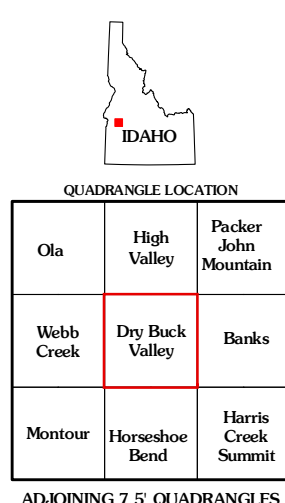 IDAHO
QUADRANGLE LOCATION
Ola
High
Valley
Packer
John
Mountain
Webb
Creek
Dry Buck
Valley
Banks
Montour
Horseshoe
Bend
Harris
Creek
Summit
ADJOINING 7.5' QUADRANGLES